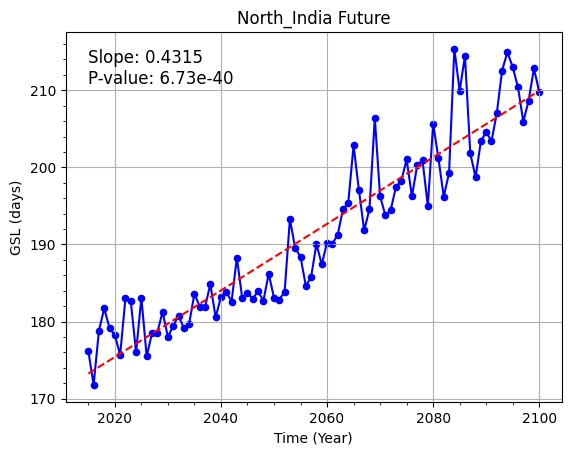 North_India Future
Slope: 0.4315
P-value: 6.73e-40
GSL (days)
210
200
190
180
170
2020
2040
2060
2080
2100
Time (Year)